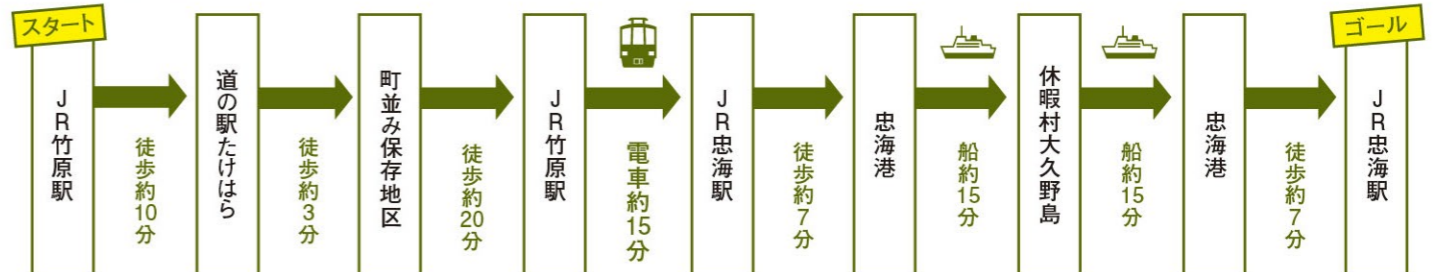 スタート
JR竹原駅
徒歩約10分
道の駅たけはら
徒歩約3分
町並み保存地区
徒歩約20分
JR竹原駅
電車約15分
JR忠海駅
徒歩約7分
忠海港
船約15分
休暇村大久野島
船約15分
忠海港
徒歩約7分
ゴール
JR忠海駅